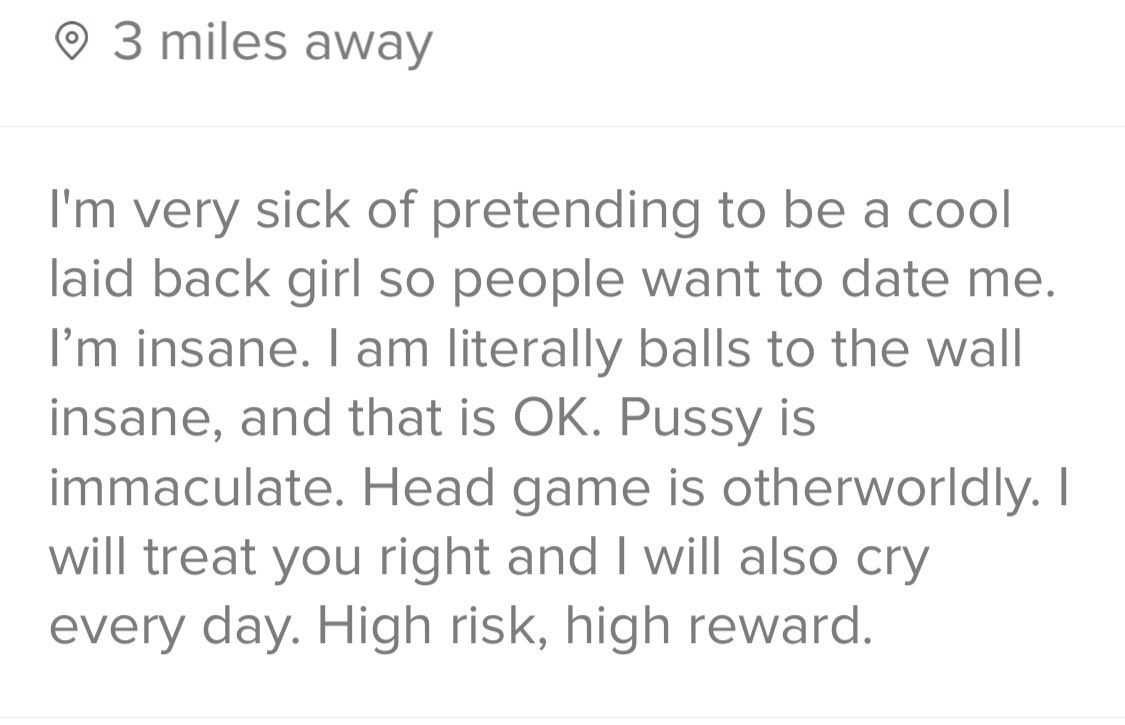 3 miles away
I'm very sick of pretending to be a cool
laid back girl so people want to date me.
I’m insane. I am literally balls to the wall
insane, and that is OK. Pussy is
immaculate. Head game is otherworldly. I
will treat you right and I will also cry
every day. High risk, high reward.